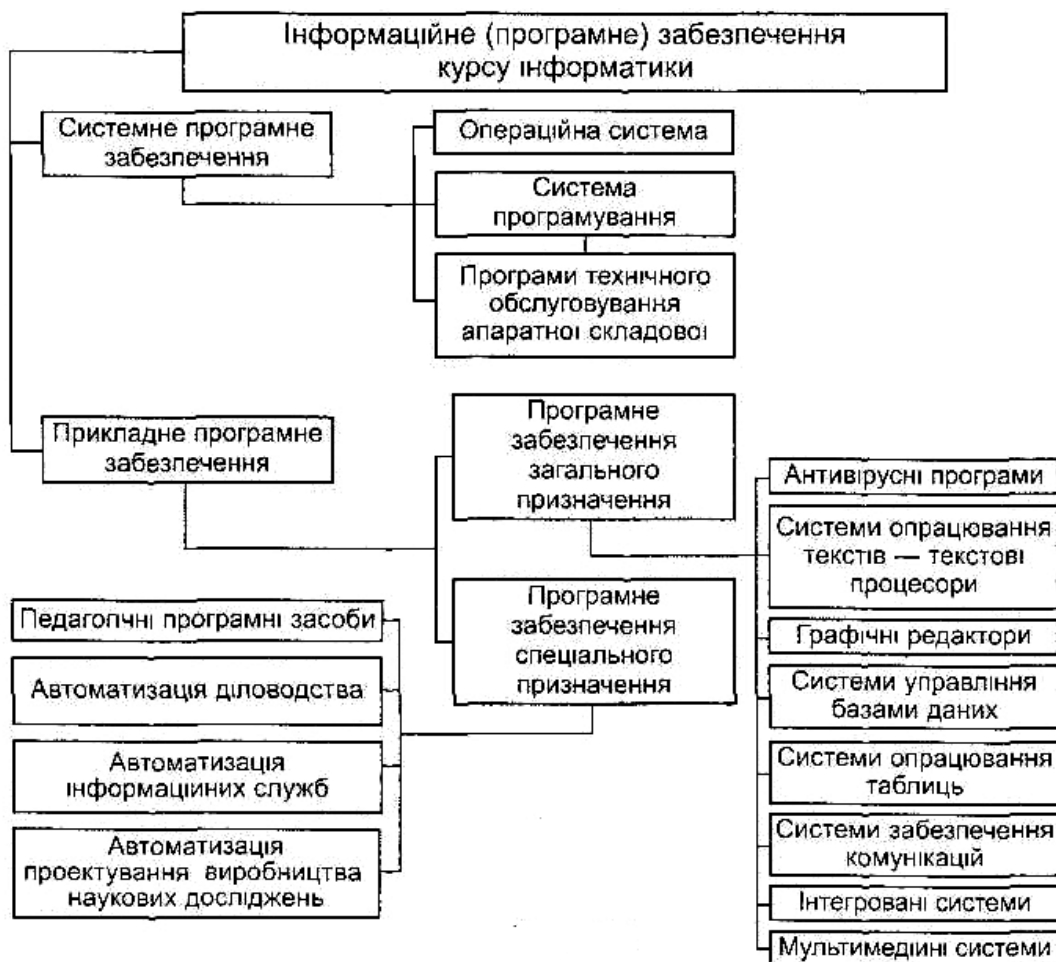 Інформаційне (програмне) забезпечення
курсу інформатики
Системне програмне
забезпечення
Операційна система
Система
програмування
Програми технічного
обслуговування
апаратної складової
Прикладне програмне
забезпечення
Програмне
забезпечення
загального
призначення
Програмне
забезпечення
спеціального
призначення
Антивірусні програми
Системи опрацювання
текстів — текстові
процесори
Графічні редактори
Системи управління
базами даних
Системи опрацювання
таблиць
Системи забезпечення
комунікацій
Інтегровані системи
Мультимедійні системи
Педагогічні програмні засоби
Автоматизація діловодства
Автоматизація
інформаційних служб
Автоматизація
проектування виробництва
наукових досліджень